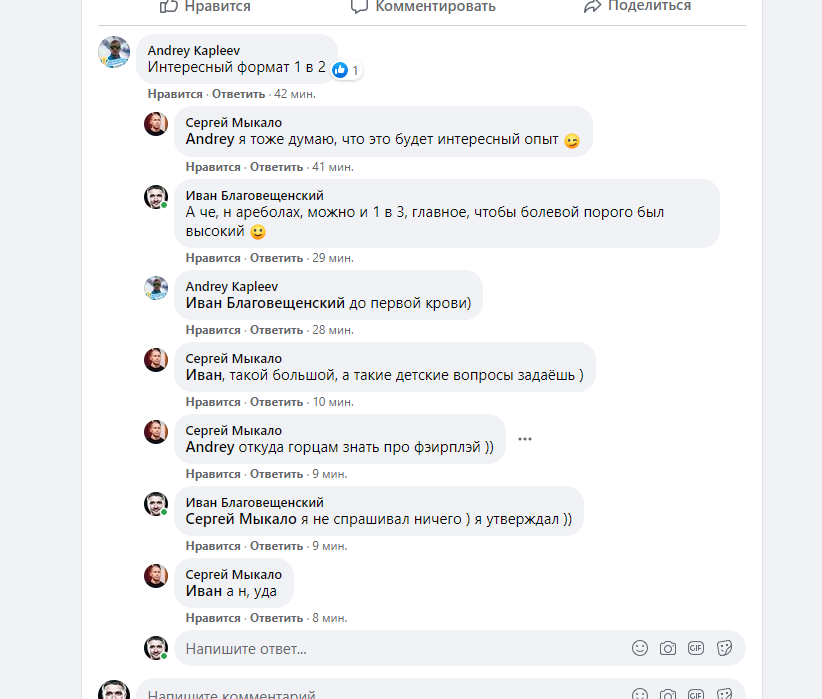 Нравится Комментировать Поделиться
Andrey Kapleev
Интересный формат 1 в 2 1
Нравится · Ответить · 42 мин.
Сергей Мыкало
Andrey я тоже думаю, что это будет интересный опыт
Нравится · Ответить · 41 мин.
Иван Благовещенский
А че, н ареболах, можно и 1 в 3, главное, чтобы болевой порого был
высокий
Нравится · Ответить · 29 мин.
Andrey Kapleev
Иван Благовещенский до первой крови)
Нравится · Ответить · 28 мин.
Сергей Мыкало
Иван, такой большой, а такие детские вопросы задаёшь )
Нравится · Ответить · 10 мин.
Сергей Мыкало
Andrey откуда горцам знать про фэирплэй ))
Нравится · Ответить · 9 мин.
Иван Благовещенский
Сергей Мыкало я не спрашивал ничего ) я утверждал ))
Нравится · Ответить · 9 мин.
Сергей Мыкало
Иван а н, уда
Нравится · Ответить · 8 мин.
Напишите ответ...
GIF
Напишите комментарий...
GIF